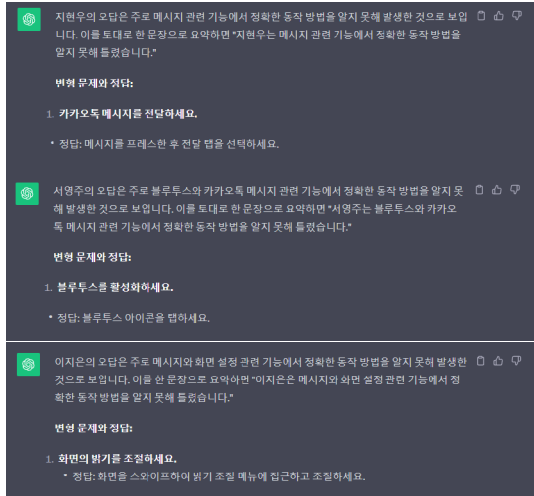 지현우의 오답은 주로 메시지 관련 기능에서 정확한 동작 방법을 알지 못해 발생한 것으로 보입
니다. 이를 토대로 한 문장으로 요약하면 "지현우는 메시지 관련 기능에서 정확한 동작 방법을
알지 못해 틀렸습니다."
변형 문제와 정답:
1. 카카오톡 메시지를 전달하세요.
• 정답: 메시지를 프레스한 후 전달 탭을 선택하세요.
서영주의 오답은 주로 블루투스와 카카오톡 메시지 관련 기능에서 정확한 동작 방법을 알지 못
해 발생한 것으로 보입니다. 이를 토대로 한 문장으로 요약하면 "서영주는 블루투스와 카카오
톡 메시지 관련 기능에서 정확한 동작 방법을 알지 못해 틀렸습니다."
변형 문제와 정답:
1. 블루투스를 활성화하세요.
• 정답: 블루투스 아이콘을 탭하세요.
이지은의 오답은 주로 메시지와 화면 설정 관련 기능에서 정확한 동작 방법을 알지 못해 발생한
것으로 보입니다. 이를 한 문장으로 요약하면 "이지은은 메시지와 화면 설정 관련 기능에서 정
확한 동작 방법을 알지 못해 틀렸습니다."
변형 문제와 정답:
1. 화면의 밝기를 조절하세요.
• 정답: 화면을 스와이프하여 밝기 조절 메뉴에 접근하고 조절하세요.